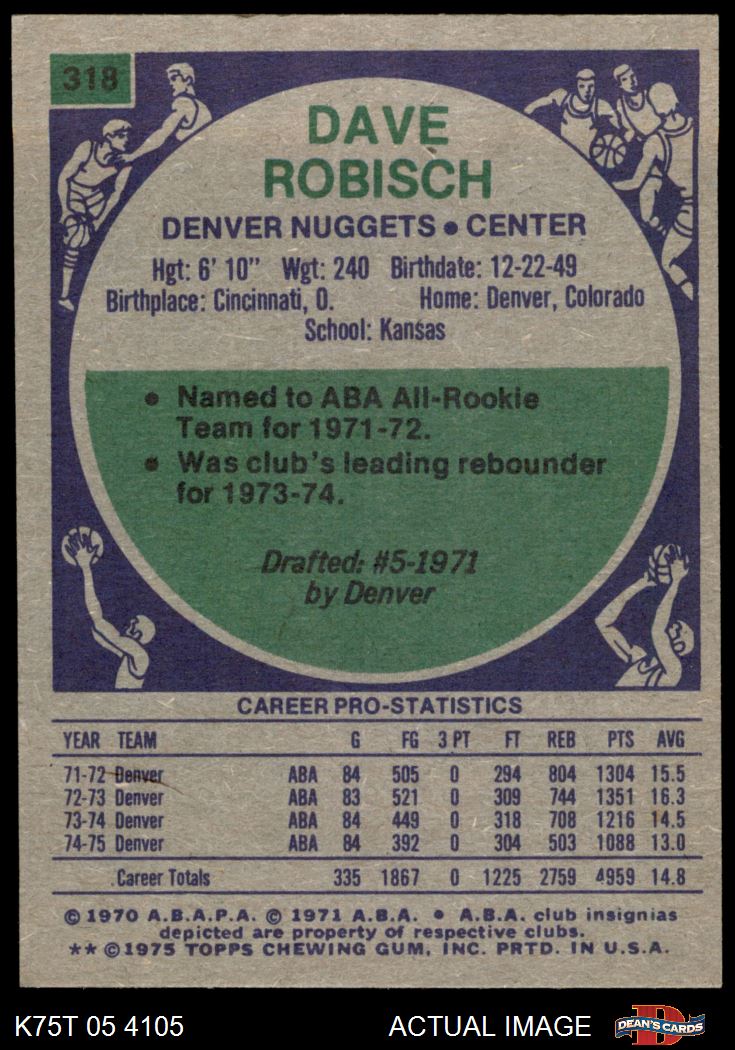 318
DAVE
ROBISCH
DENVER NUGGETS • CENTER
Hgt: 6' 10" Wgt: 240 Birthdate: 12-22-49
Birthplace: Cincinnati, O. Home: Denver, Colorado
School: Kansas
• Named to ABA All-Rookie
Team for 1971-72.
• Was club's leading rebounder
for 1973-74.
Drafted: #5-1971
by Denver
CAREER PRO-STATISTICS
YEAR TEAM G FG 3 PT FT REB PTS AVG
71-72 Denver ABA 84 505 0 294 804 1304 15.5
72-73 Denver ABA 83 521 0 309 744 1351 16.3
73-74 Denver ABA 84 449 0 318 708 1216 14.5
74-75 Denver ABA 84 392 0 304 503 1088 13.0
Career Totals 335 1867 0 1225 2759 4959 14.8
© 1970 A.B.A.P.A. © 1971 A.B.A. • A.B.A. club insignias
depicted are property of respective clubs.
** © 1975 TOPPS CHEWING GUM, INC. PRTD. IN U.S.A.
K75T 05 4105 ACTUAL IMAGE D DEAN'S CARDS